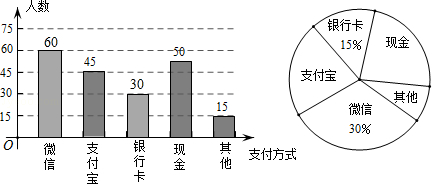 人数
75
60
45
30
15
O
60
45
30
50
15
微信
支付宝
银行卡
现金
其他
支付方式
银行卡
15%
现金
支付宝
其他
微信
30%